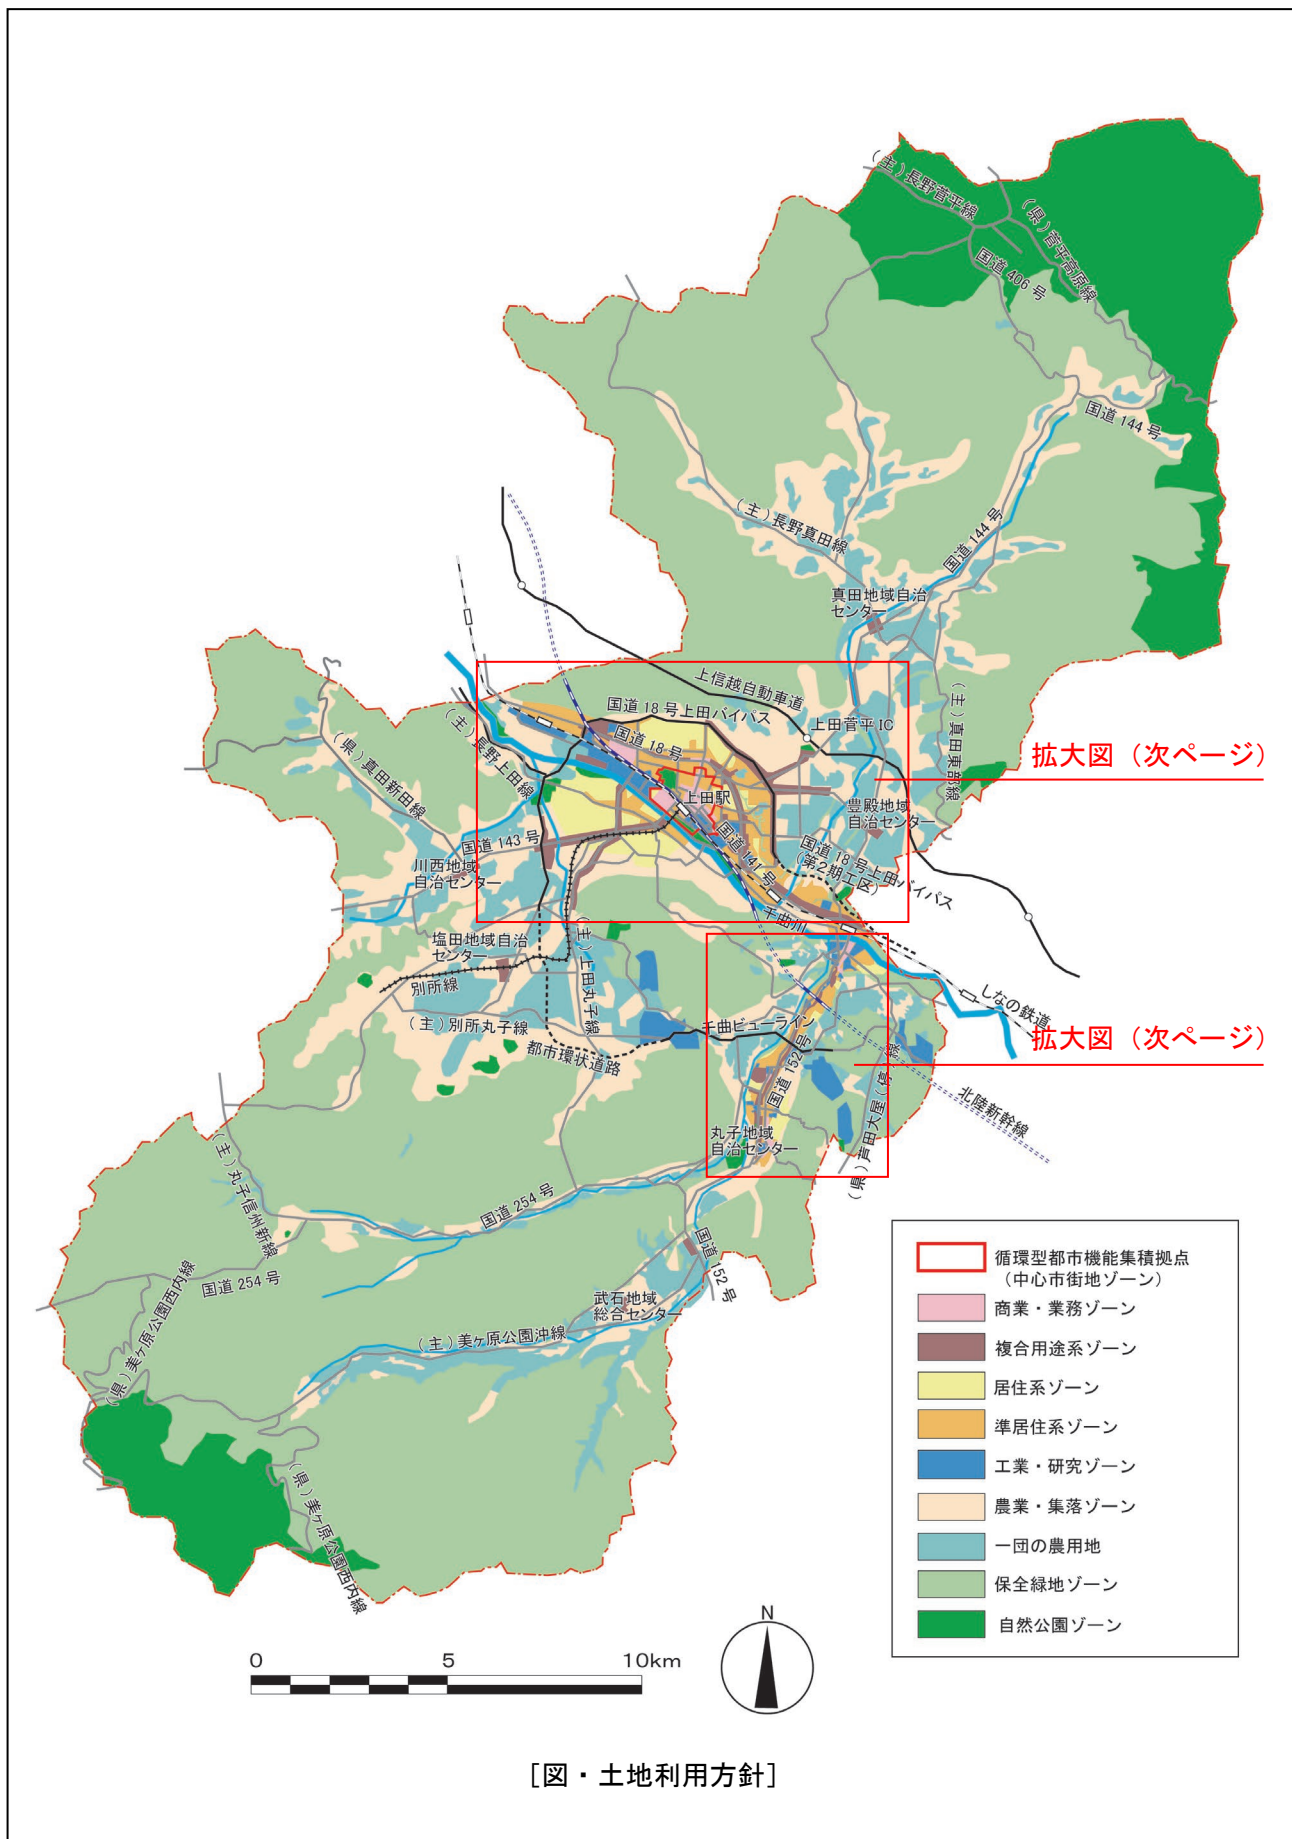 (主)長野菅平線
(県)菅平高原線
国道406号
国道144号
(主)長野真田線
国道144号
真田地域自治
センター
上信越自動車道
国道18号上田バイパス
国道18号
上田菅平IC
(主)真田東部線
拡大図（次ページ）
(主)長野上田線
(県)真田新田線
上田駅
豊殿地域
自治センター
国道143号
国道141号
国道18号上田バイパス
(第2期工区)
川西地域
自治センター
千曲川
塩田地域自治
センター
(主)上田丸子線
別所線
(主)別所丸子線
千曲ビューライン
しなの鉄道
拡大図（次ページ）
都市環状道路
国道152号
(県)芦田大屋(停)線
北陸新幹線
丸子地域
自治センター
(主)丸子信州新線
国道254号
国道152号
国道254号
(県)美ヶ原公園西内線
武石地域
総合センター
(主)美ヶ原公園沖線
(県)美ヶ原公園西内線
循環型都市機能集積拠点
（中心市街地ゾーン）
商業・業務ゾーン
複合用途系ゾーン
居住系ゾーン
準居住系ゾーン
工業・研究ゾーン
農業・集落ゾーン
一団の農用地
保全緑地ゾーン
自然公園ゾーン
N
0 5 10km
［図・土地利用方針］